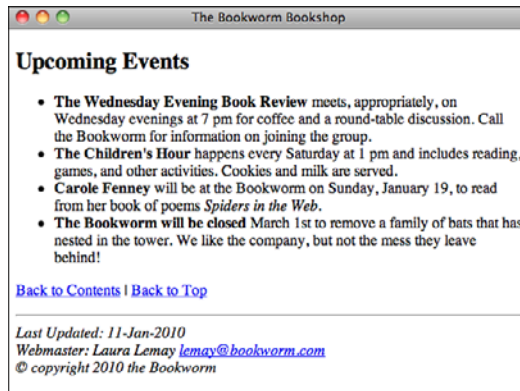 The Bookworm Bookshop
Upcoming Events
• The Wednesday Evening Book Review meets, appropriately, on
Wednesday evenings at 7 pm for coffee and a round-table discussion. Call
the Bookworm for information on joining the group.
• The Children's Hour happens every Saturday at 1 pm and includes reading,
games, and other activities. Cookies and milk are served.
• Carole Fenney will be at the Bookworm on Sunday, January 19, to read
from her book of poems Spiders in the Web.
• The Bookworm will be closed March 1st to remove a family of bats that has
nested in the tower. We like the company, but not the mess they leave
behind!
Back to Contents | Back to Top
Last Updated: 11-Jan-2010
Webmaster: Laura Lemay lemay@bookworm.com
© copyright 2010 the Bookworm